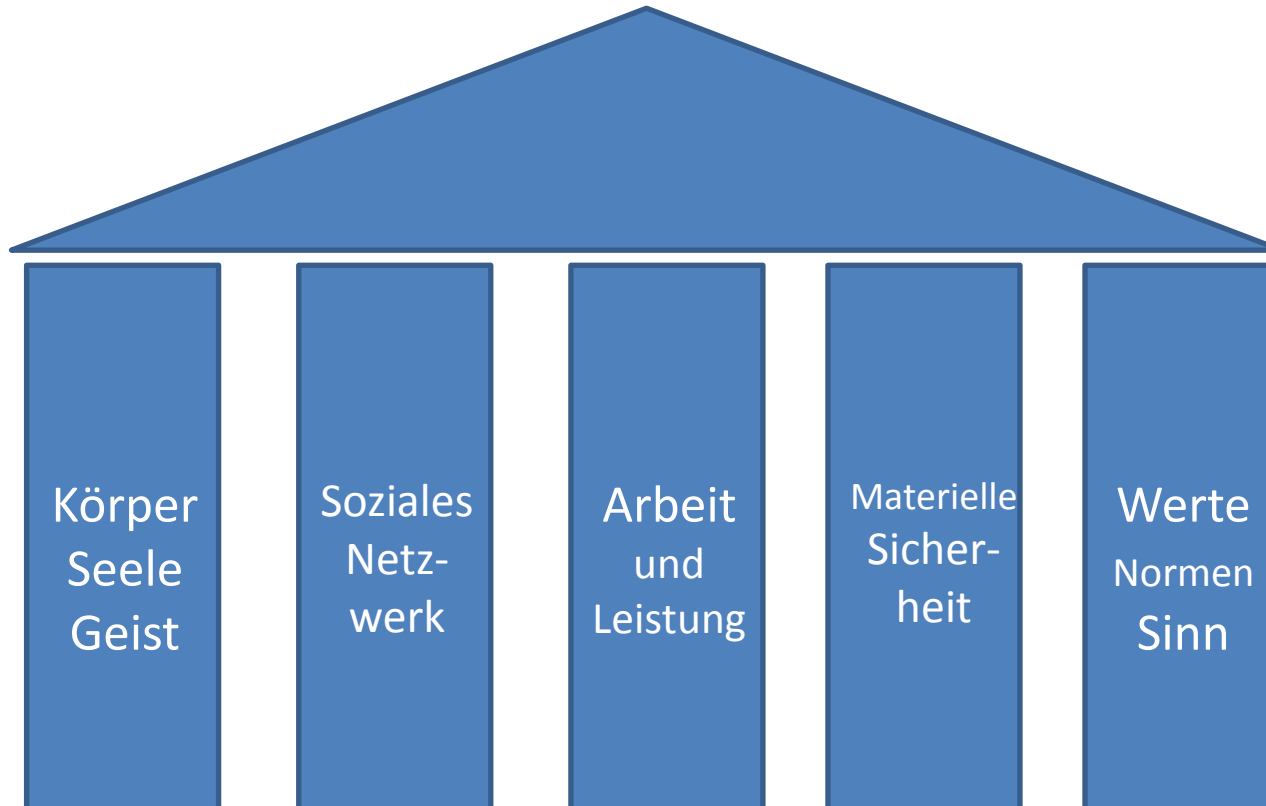 Körper
Seele
Geist
Soziales
Netz-
werk
Arbeit
und
Leistung
Materielle
Sicher-
heit
Werte
Normen
Sinn